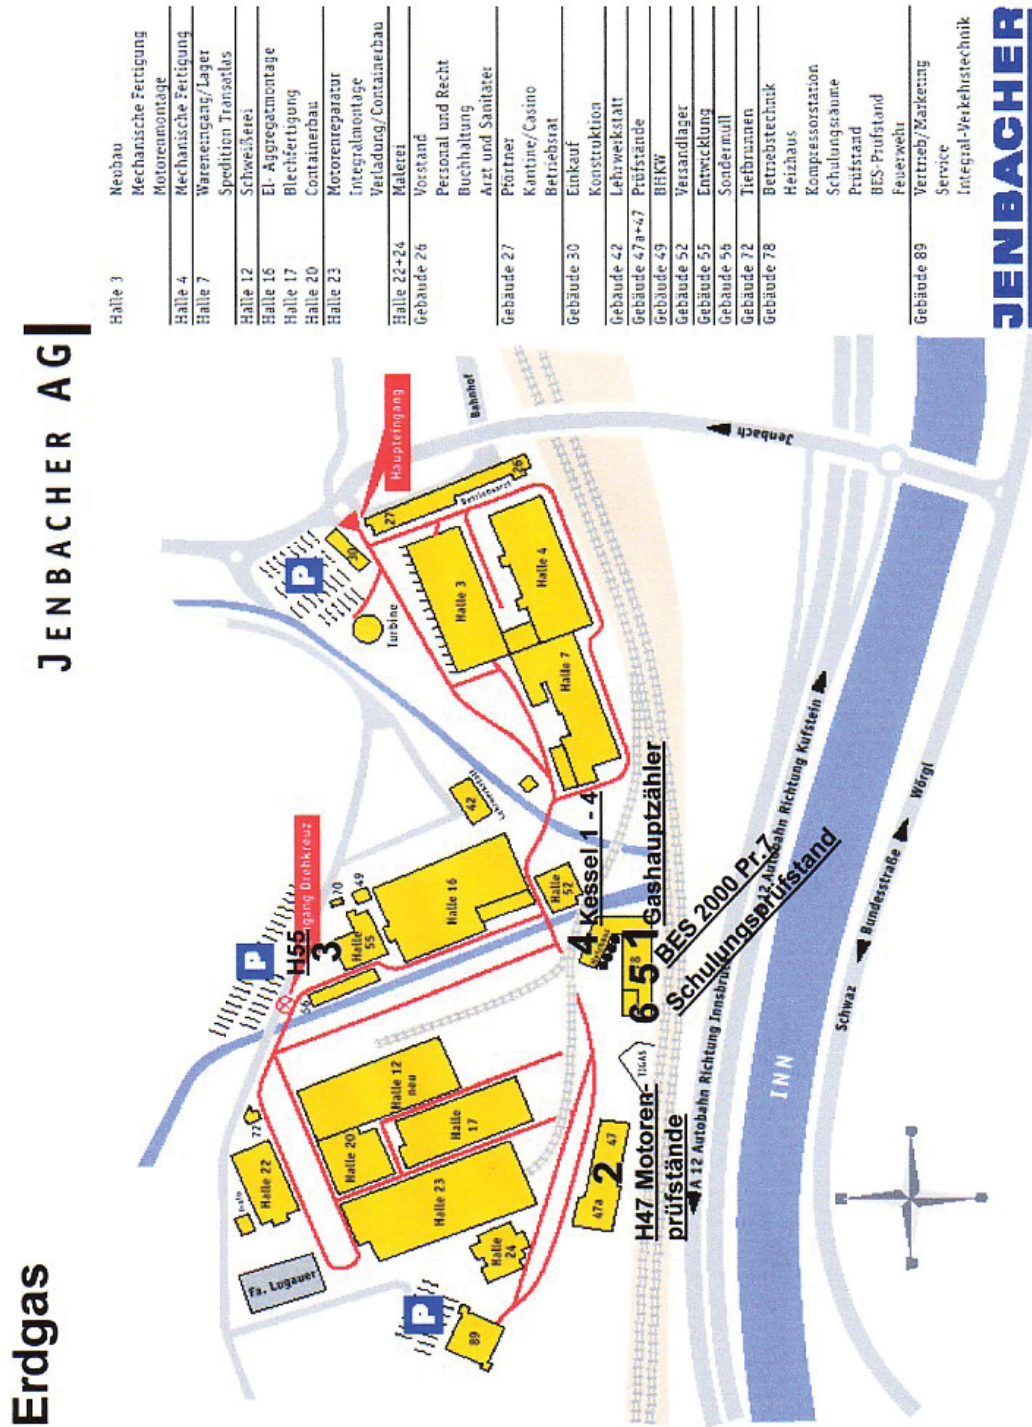 Erdgas
JENBACHER AG
Halle 3 Neubau
Mechanische Fertigung
Motorenmontage
Halle 4 Mechanische Fertigung
Halle 7 Wareneingang/Lager
Spedition Transatlas
Halle 12 Schweißerei
Halle 16 El- Aggregatmontage
Halle 17 Blechfertigung
Halle 20 Containerbau
Halle 23 Motorenreparatur
Integralmontage
Verladung/Containerbau
Halle 22+24 Malerei
Gebäude 26 Vorstand
Personal und Recht
Buchhaltung
Arzt und Sanitäter
Gebäude 27 Pförtner
Kantine/Casino
Betriebsrat
Gebäude 30 Einkauf
Konstruktion
Gebäude 42 Lehrwerkstatt
Gebäude 47a+47 Prüfstände
Gebäude 49 BHKW
Gebäude 52 Versandlager
Gebäude 55 Entwicklung
Gebäude 56 Sondermüll
Gebäude 72 Tiefbrunnen
Gebäude 78 Betriebstechnik
Heizhaus
Kompressorstation
Schulungsräume
Prüfstand
BES-Prüfstand
Feuerwehr
Gebäude 89 Vertrieb/Marketing
Service
Integral-Verkehrstechnik
JENBACHER
Haupteingang
Bahnhof
Jenbach
P
30
27
26
Betriebsarzt
Turbine
Halle 3
Halle 4
Halle 7
42
Lehrwerkstatt
gang Drehkreuz
P
H55
3
70
49
Halle
55
56
Halle 16
Halle
52
4 Kessel 1 - 4
1 Gashauptzähler
5 BES 2000 Pr.7
6 Schulungsprüfstand
8
TIGAS
72
Halle 22
Fa. Lugauer
Halle 12
neu
Halle 20
Halle
17
Halle 23
Halle
24
P
89
47a
47
2
H47 Motoren-
prüfstände
A 12 Autobahn Richtung Innsbru
A12 Autobahn Richtung Kufstein
INN
Schwaz
Bundesstraße
Wörgl